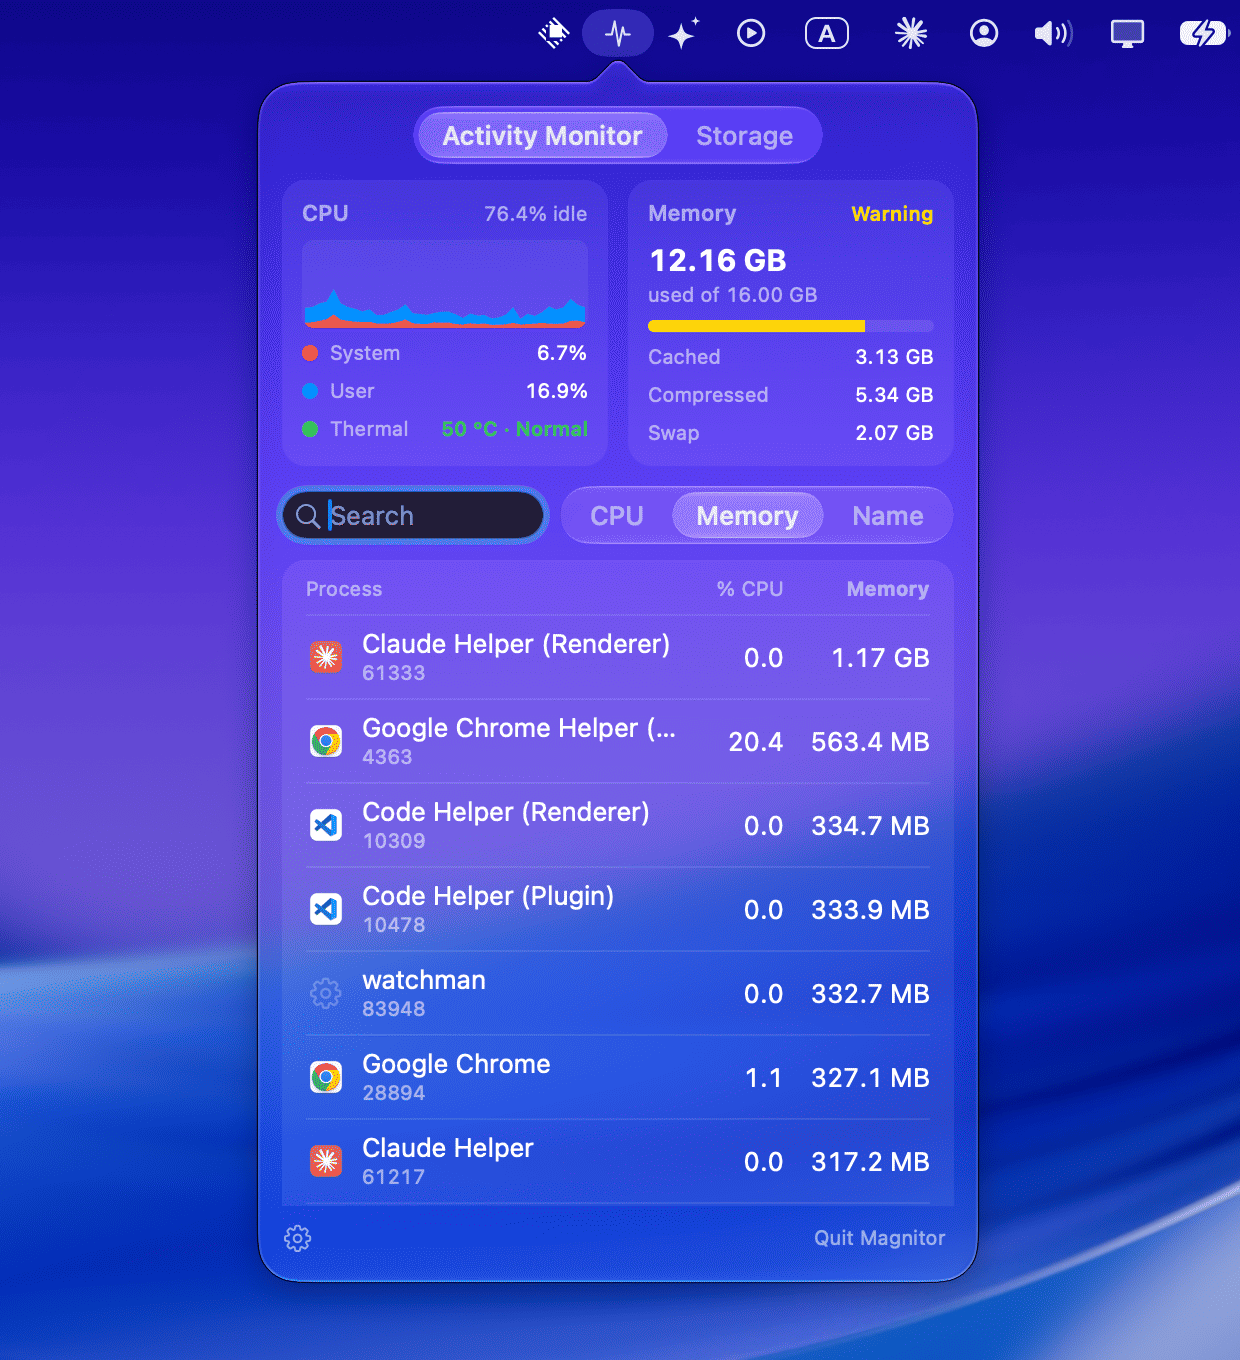 A
Activity Monitor Storage
CPU 76.4% idle
System 6.7%
User 16.9%
Thermal 50 °C · Normal
Memory Warning
12.16 GB
used of 16.00 GB
Cached 3.13 GB
Compressed 5.34 GB
Swap 2.07 GB
Search
CPU Memory Name
Process % CPU Memory
Claude Helper (Renderer) 0.0 1.17 GB
61333
Google Chrome Helper (... 20.4 563.4 MB
4363
Code Helper (Renderer) 0.0 334.7 MB
10309
Code Helper (Plugin) 0.0 333.9 MB
10478
watchman 0.0 332.7 MB
83948
Google Chrome 1.1 327.1 MB
28894
Claude Helper 0.0 317.2 MB
61217
Quit Magnitor